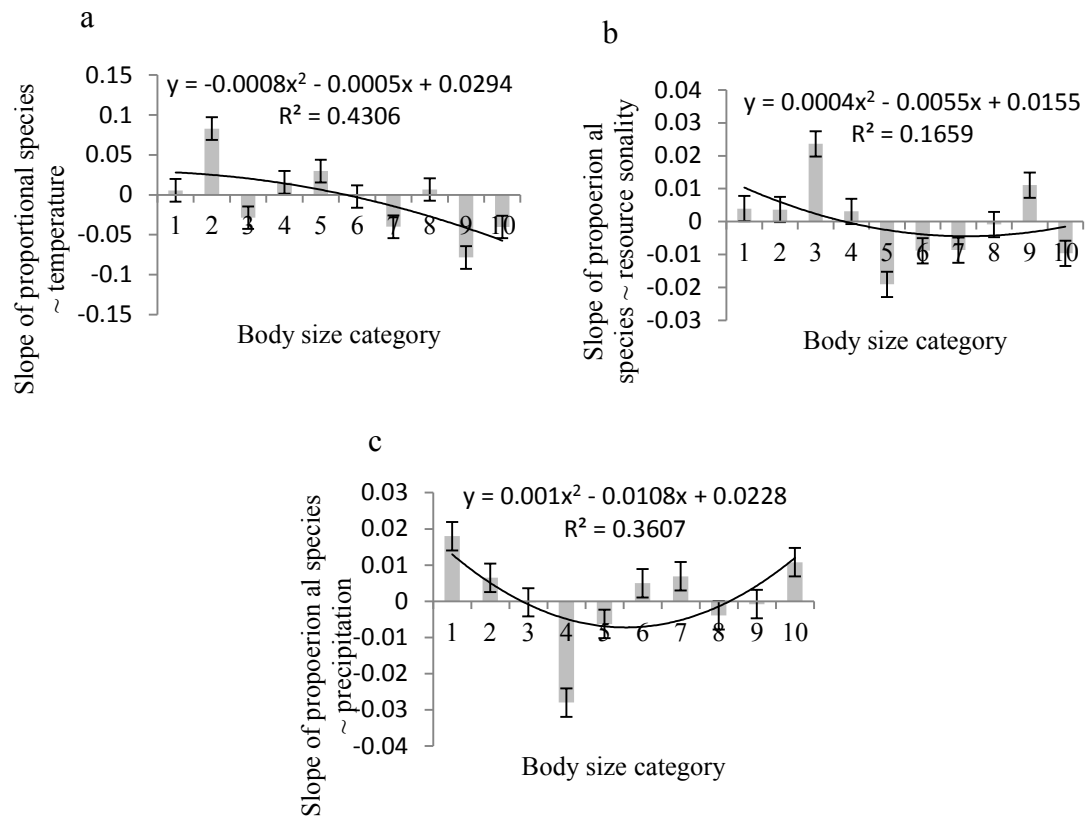 a
y = -0.0008x² - 0.0005x + 0.0294
R² = 0.4306
0.15
0.1
0.05
0
-0.05
-0.1
-0.15
1 2 3 4 5 6 7 8 9 10
Slope of proportional species
~ temperature
Body size category
b
y = 0.0004x² - 0.0055x + 0.0155
R² = 0.1659
0.04
0.03
0.02
0.01
0
-0.01
-0.02
-0.03
1 2 3 4 5 6 7 8 9 10
Slope of propoerion al
species ~ resource sonality
Body size category
c
y = 0.001x² - 0.0108x + 0.0228
R² = 0.3607
0.03
0.02
0.01
0
-0.01
-0.02
-0.03
-0.04
1 2 3 4 5 6 7 8 9 10
Slope of propoerion al species
~ precipitation
Body size category